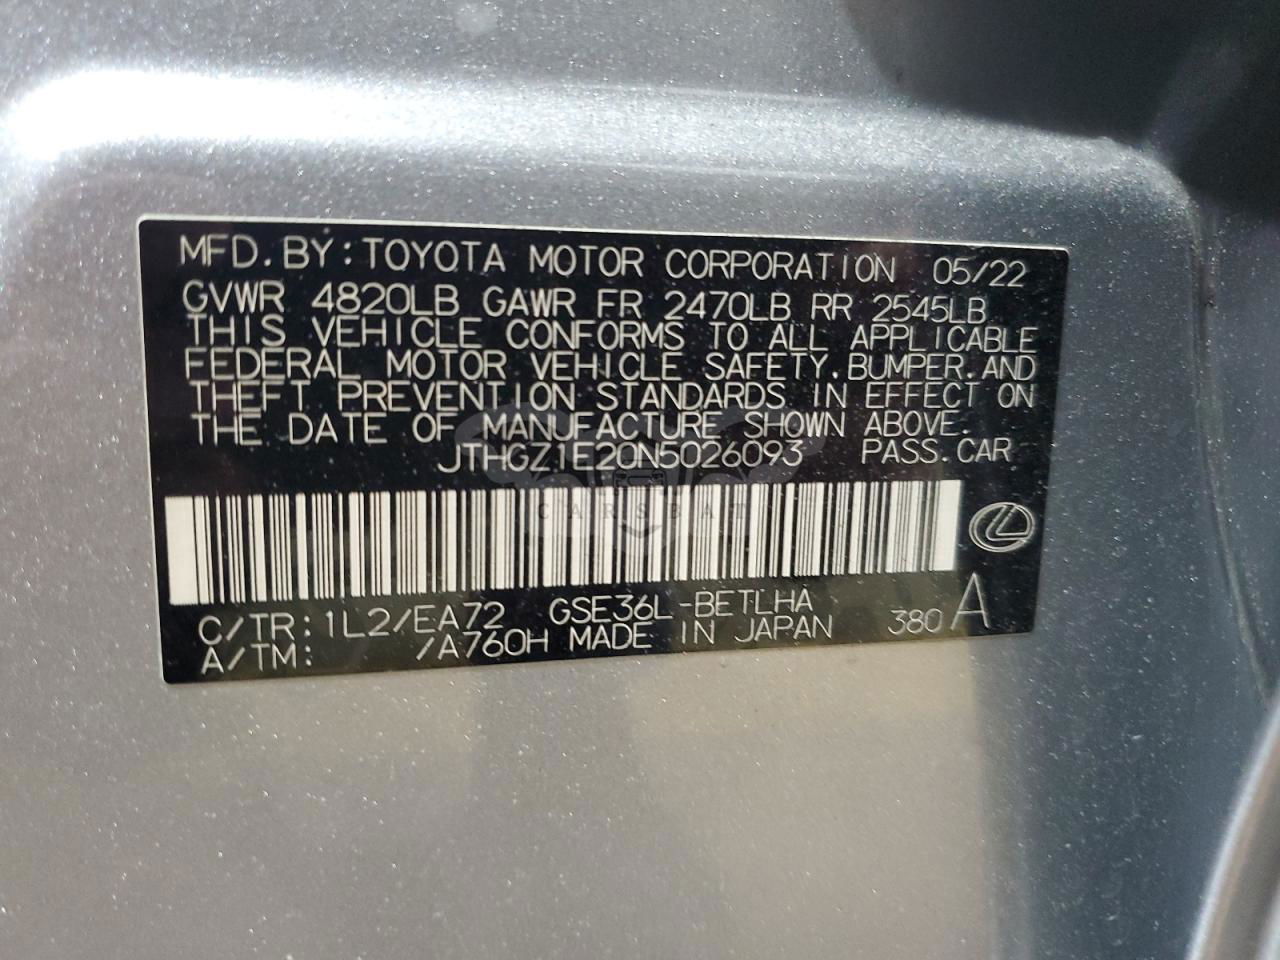 MFD.BY:TOYOTA MOTOR CORPORATION 05/22
GVWR 4820LB GAWR FR 2470LB RR 2545LB
THIS VEHICLE CONFORMS TO ALL APPLICABLE
FEDERAL MOTOR VEHICLE SAFETY,BUMPER,AND
THEFT PREVENTION STANDARDS IN EFFECT ON
THE DATE OF MANUFACTURE SHOWN ABOVE.
JTHGZ1E20N5026093 PASS.CAR
CARSBAT
C/TR:1L2/EA72 GSE36L-BETLHA
A/TM: /A760H MADE IN JAPAN 380 A